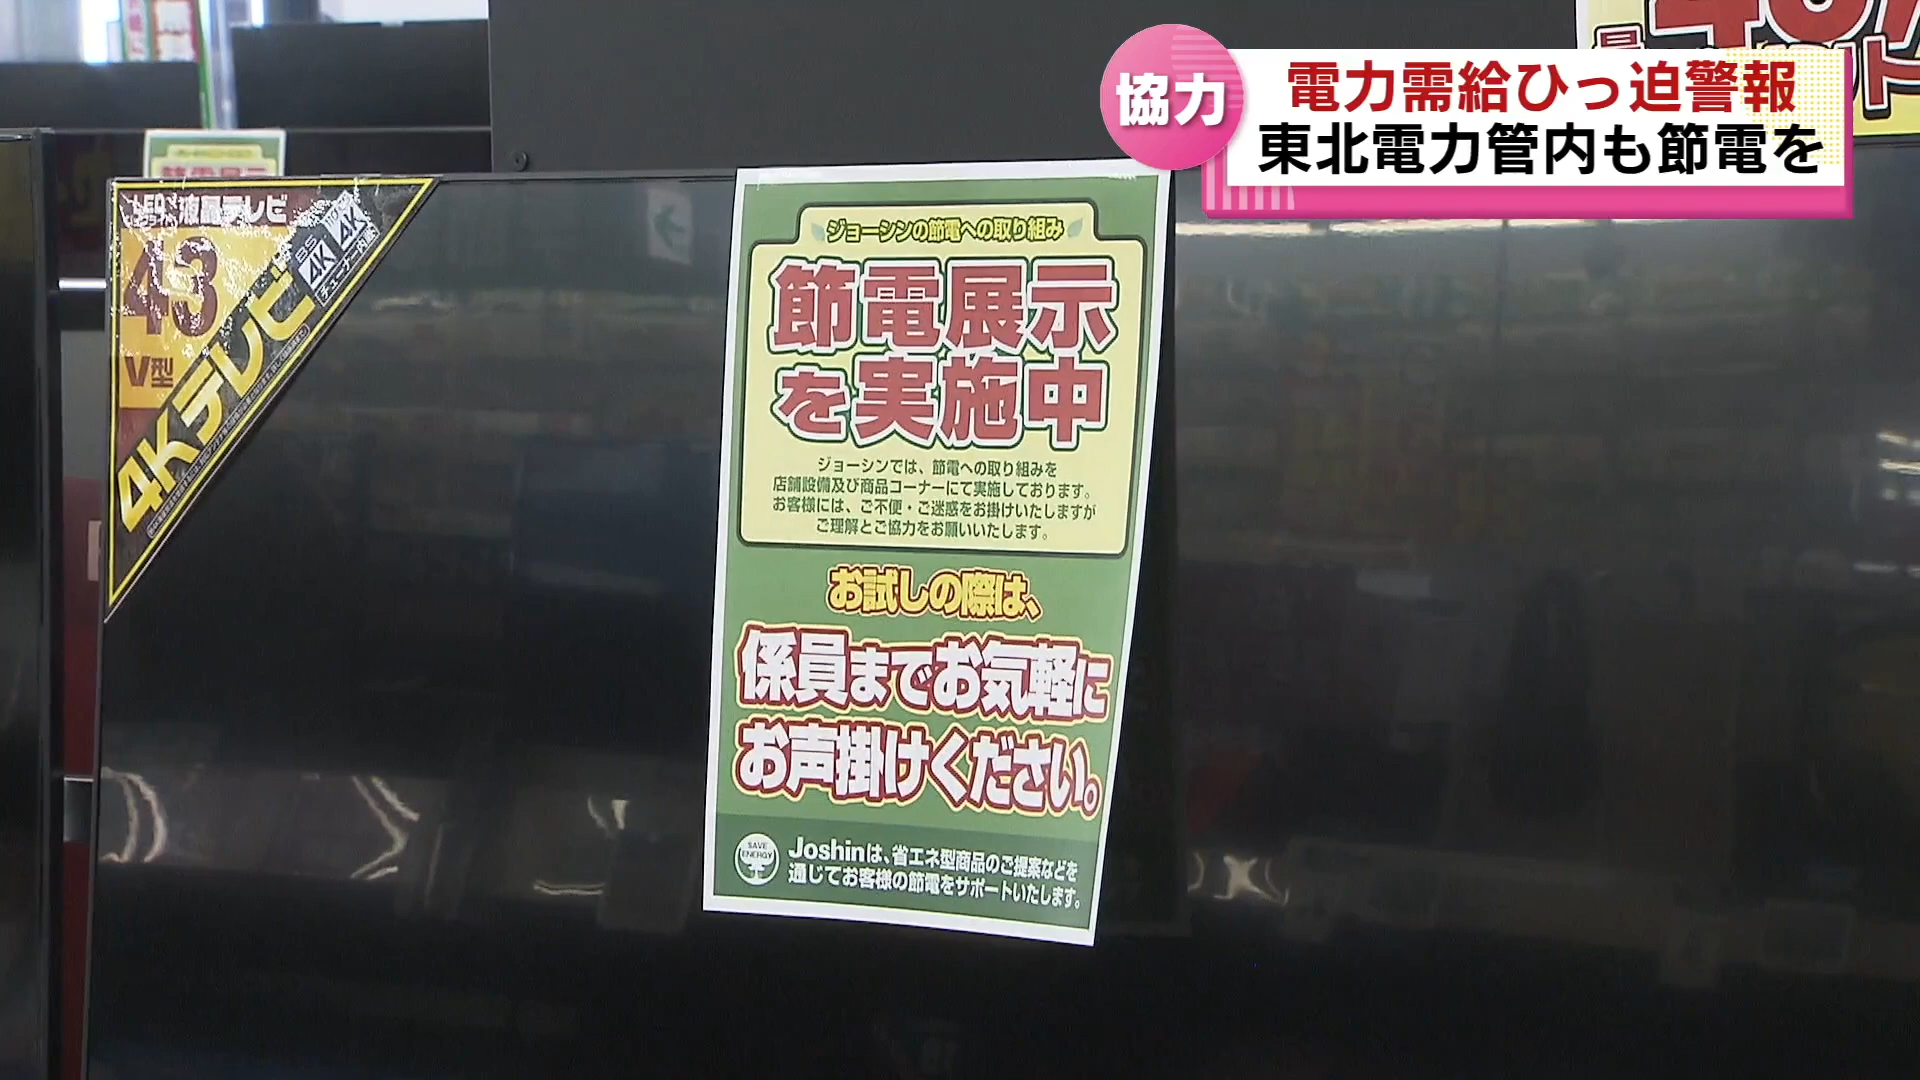 協力
電力需給ひっ迫警報
東北電力管内も節電を
LED
液晶テレビ
43
V型
4Kテレビ
BS
4K
4K
チューナー内蔵
ジョーシンの節電への取り組み
節電展示
を実施中
ジョーシンでは、節電への取り組みを
店舗設備及び商品コーナーにて実施しております。
お客様には、ご不便・ご迷惑をお掛けいたしますが
ご理解とご協力をお願いいたします。
お試しの際は、
係員までお気軽に
お声掛けください。
SAVE
ENERGY
Joshinは、省エネ型商品のご提案などを
通じてお客様の節電をサポートいたします。